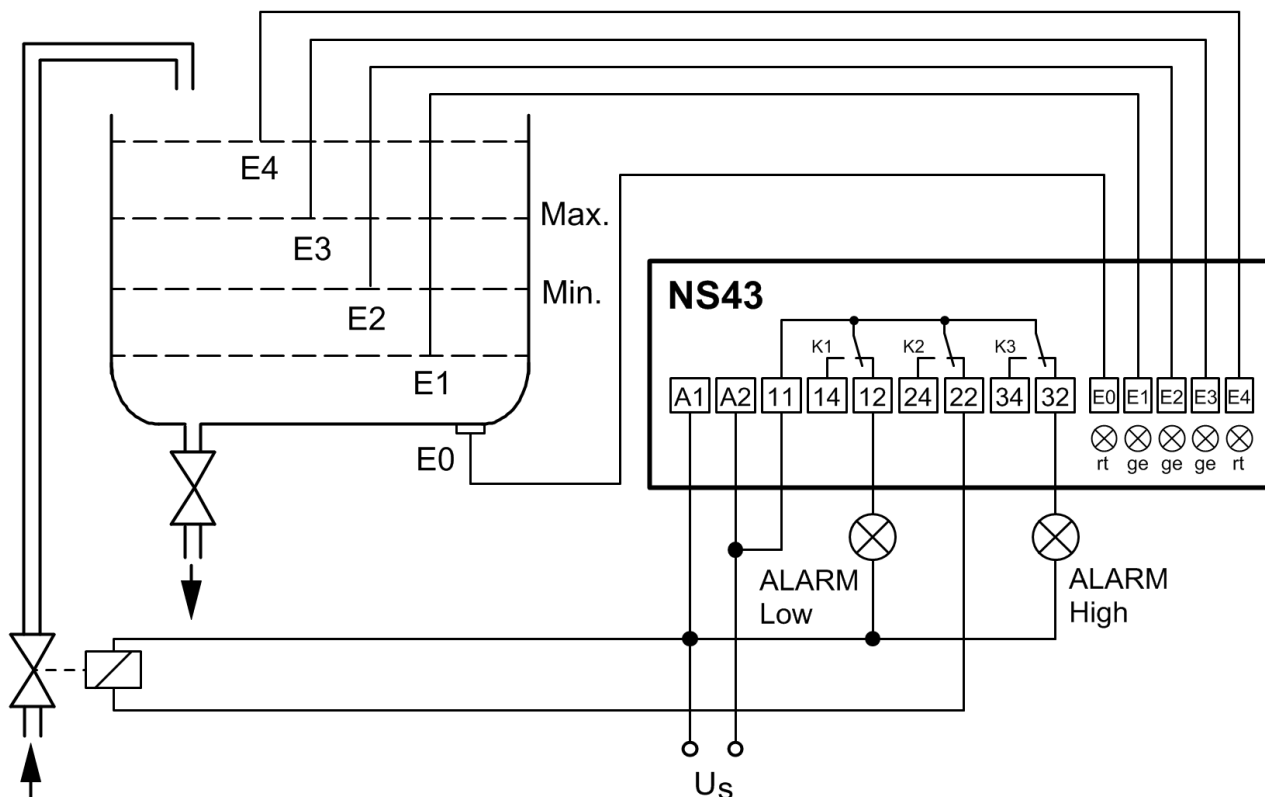 E4
Max.
E3
Min.
E2
E1
E0
NS43
K1 K2 K3
A1 A2 11 14 12 24 22 34 32 E0 E1 E2 E3 E4
rt ge ge ge rt
ALARM
Low
ALARM
High
Us